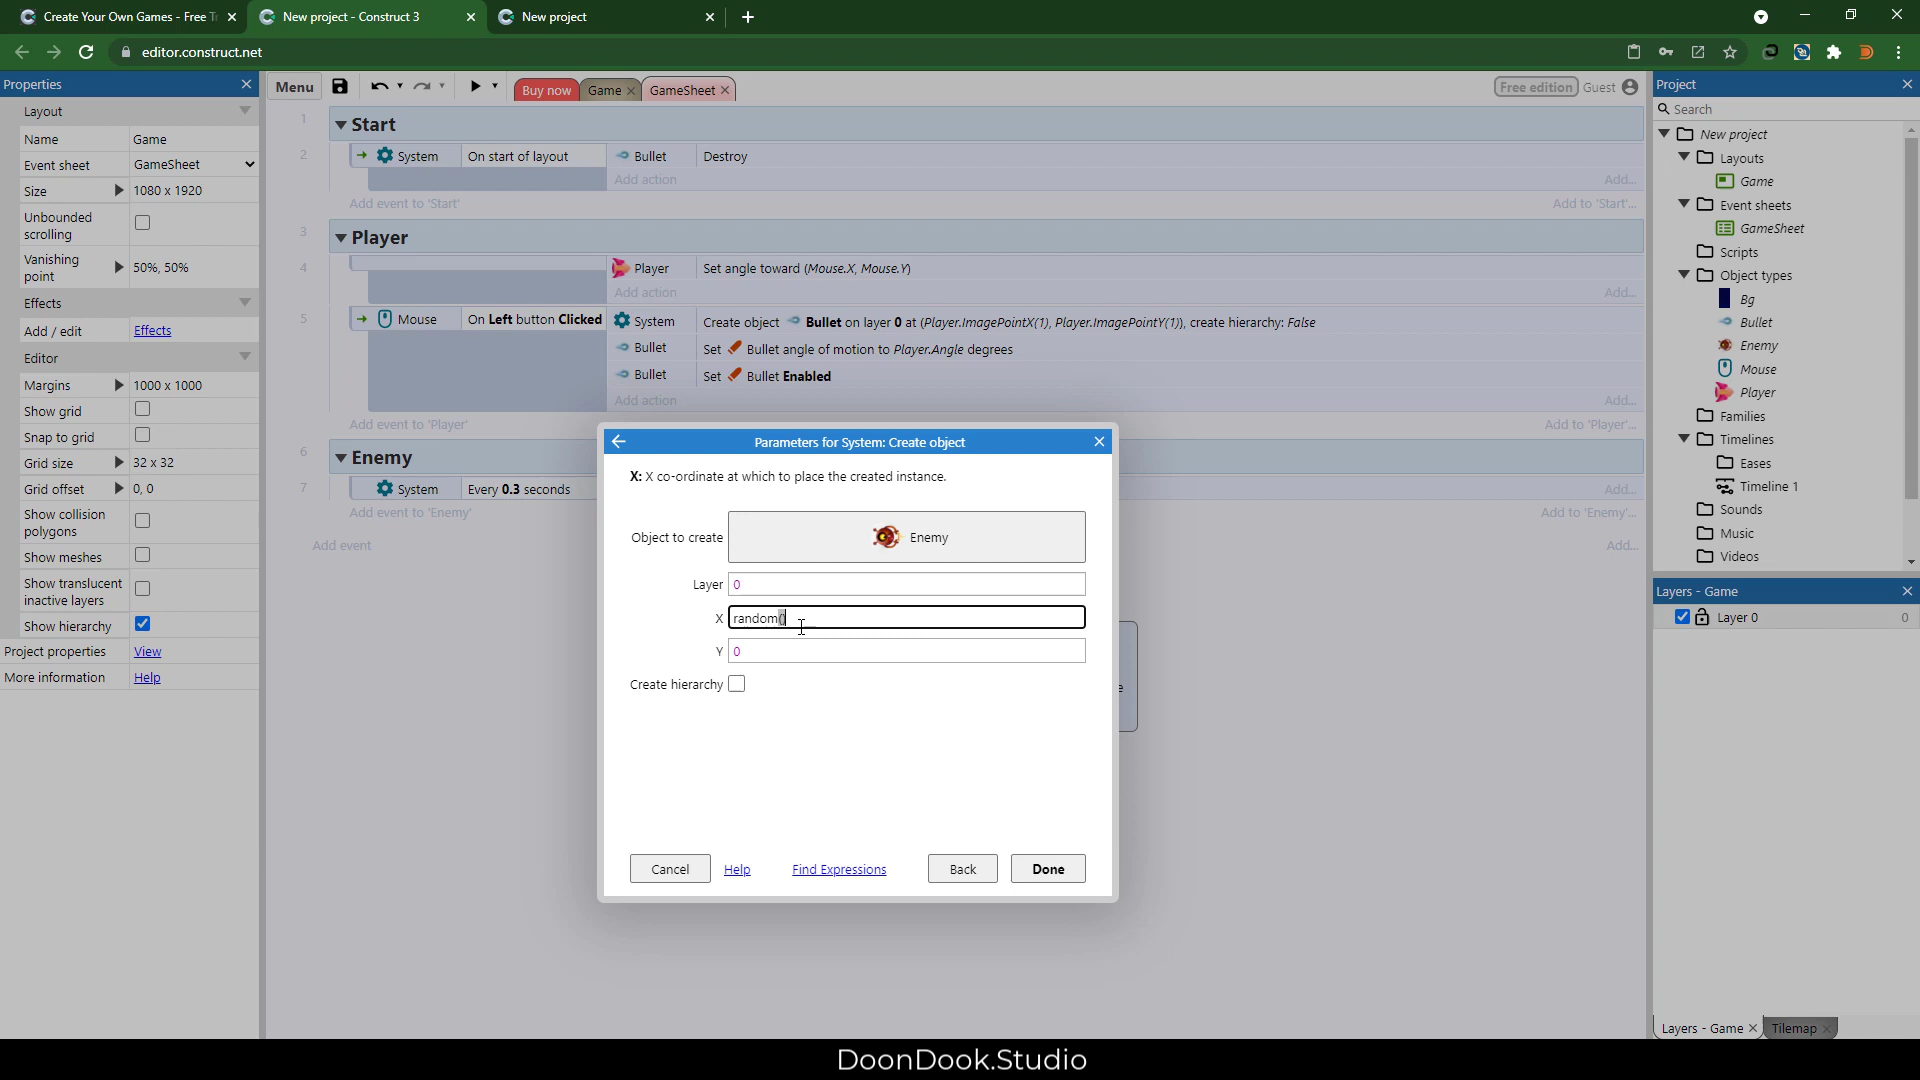 Create Your Own Games - Free Tr
New project - Construct 3
New project
editor.construct.net
Properties
Layout
Name Game
Event sheet GameSheet
Size 1080 x 1920
Unbounded
scrolling
Vanishing
point 50%, 50%
Effects
Add / edit Effects
Editor
Margins 1000 x 1000
Show grid
Snap to grid
Grid size 32 x 32
Grid offset 0, 0
Show collision
polygons
Show meshes
Show translucent
inactive layers
Show hierarchy
Project properties View
More information Help
Menu
Buy now
Game
GameSheet
Free edition
Guest
1 Start
2 System On start of layout Bullet Destroy
Add action Add...
Add event to 'Start' Add to 'Start'...
3 Player
4 Player Set angle toward (Mouse.X, Mouse.Y)
Add action Add...
5 Mouse On Left button Clicked System Create object Bullet on layer 0 at (Player.ImagePointX(1), Player.ImagePointY(1)), create hierarchy: False
Bullet Set Bullet angle of motion to Player.Angle degrees
Bullet Set Bullet Enabled
Add action Add...
Add event to 'Player' Add to 'Player'...
6 Enemy
7 System Every 0.3 seconds Add...
Add event to 'Enemy' Add to 'Enemy'...
Add event Add...
Parameters for System: Create object
X: X co-ordinate at which to place the created instance.
Object to create Enemy
Layer 0
X random()
Y 0
Create hierarchy
Cancel Help Find Expressions Back Done
e
Project
Search
New project
Layouts
Game
Event sheets
GameSheet
Scripts
Object types
Bg
Bullet
Enemy
Mouse
Player
Families
Timelines
Eases
Timeline 1
Sounds
Music
Videos
Layers - Game
Layer 0 0
Layers - Game
Tilemap
DoonDook.Studio